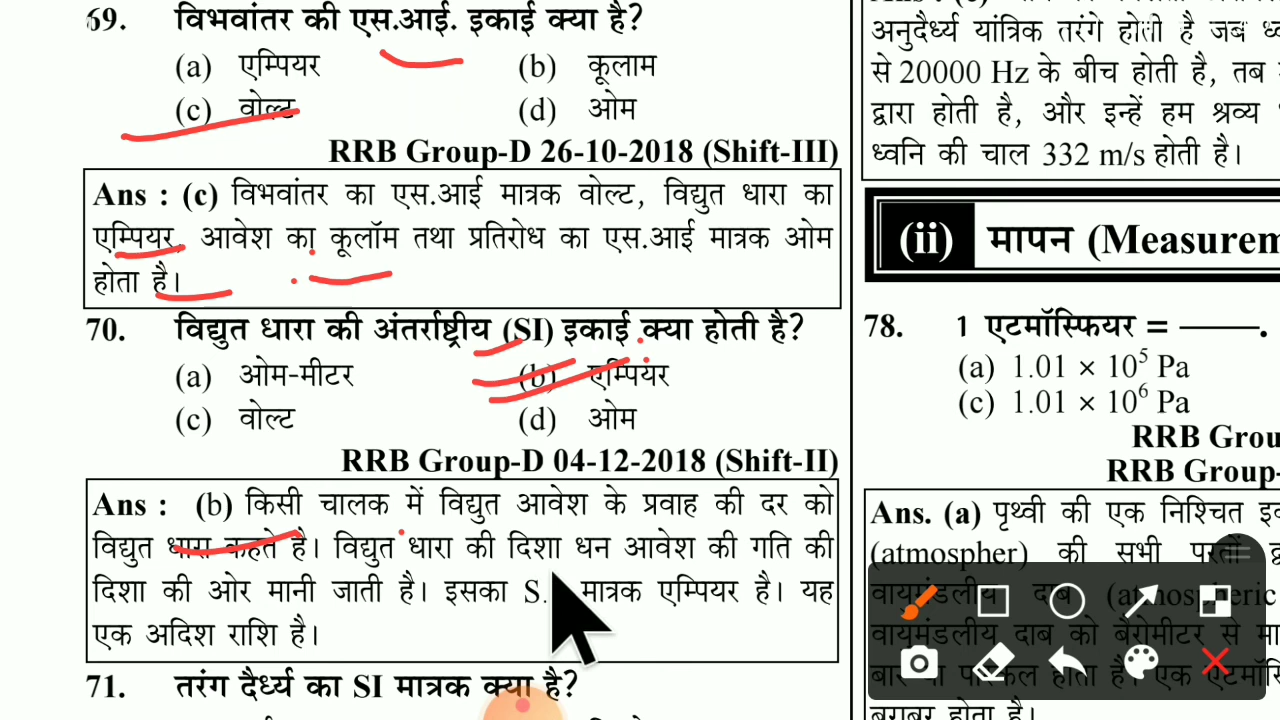 69. विभवांतर की एस.आई. इकाई क्या है?
(a) एम्पियर (b) कूलाम
(c) वोल्ट (d) ओम
RRB Group-D 26-10-2018 (Shift-III)
Ans : (c) विभवांतर का एस.आई मात्रक वोल्ट, विद्युत धारा का
एम्पियर, आवेश का कूलॉम तथा प्रतिरोध का एस.आई मात्रक ओम
होता है।
70. विद्युत धारा की अंतर्राष्ट्रीय (SI) इकाई क्या होती है?
(a) ओम-मीटर (b) एम्पियर
(c) वोल्ट (d) ओम
RRB Group-D 04-12-2018 (Shift-II)
Ans : (b) किसी चालक में विद्युत आवेश के प्रवाह की दर को
विद्युत धारा कहते है। विद्युत धारा की दिशा धन आवेश की गति की
दिशा की ओर मानी जाती है। इसका S. मात्रक एम्पियर है। यह
एक अदिश राशि है।
71. तरंग दैर्ध्य का SI मात्रक क्या है?
अनुदैर्ध्य यांत्रिक तरंगे होती है जब
से 20000 Hz के बीच होती है, तब
द्वारा होती है, और इन्हें हम श्रव्य
ध्वनि की चाल 332 m/s होती है।
(ii) मापन (Measurem
78. 1 एटमॉस्फियर = ———.
(a) 1.01 × 10⁵ Pa
(c) 1.01 × 10⁶ Pa
RRB Grou
RRB Group-
Ans. (a) पृथ्वी की एक निश्चित
(atmospher) की सभी परतों
वायुमंडलीय दाब (atmospheric
वायुमंडलीय दाब को बैरोमीटर से
होता है। एक
बराबर होता है।